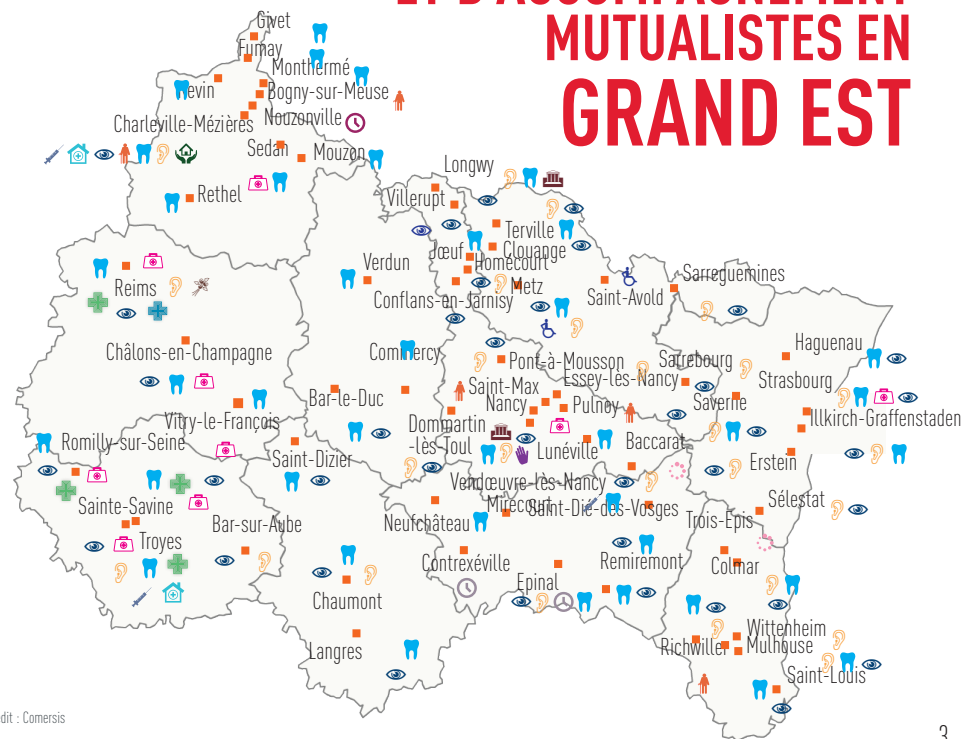 ET D'ACCOMPAGNEMENT
MUTUALISTES EN
GRAND EST
Givet
Fumay
Monthermé
Bogny-sur-Meuse
Nouzonville
Charleville-Mézières
Sedan
Mouzon
Rethel
Longwy
Villerupt
Terville
Clouange
Jœuf
Homécourt
Metz
Conflans-en-Jarnisy
Verdun
Saint-Avold
Sarreguemines
Reims
Châlons-en-Champagne
Commercy
Pont-à-Mousson
Sarrebourg
Haguenau
Essey-lès-Nancy
Strasbourg
Bar-le-Duc
Saint-Max
Nancy
Pulnoy
Saverne
Illkirch-Graffenstaden
Vitry-le-François
Dommartin
-lès-Toul
Lunéville
Baccarat
Romilly-sur-Seine
Saint-Dizier
Erstein
Vendœuvre-lès-Nancy
Sainte-Savine
Mirecourt
Saint-Dié-des-Vosges
Sélestat
Bar-sur-Aube
Neufchâteau
Trois-Epis
Troyes
Contrexéville
Remiremont
Colmar
Epinal
Chaumont
Wittenheim
Langres
Richwiller
Mulhouse
Saint-Louis
dit : Comersis
3